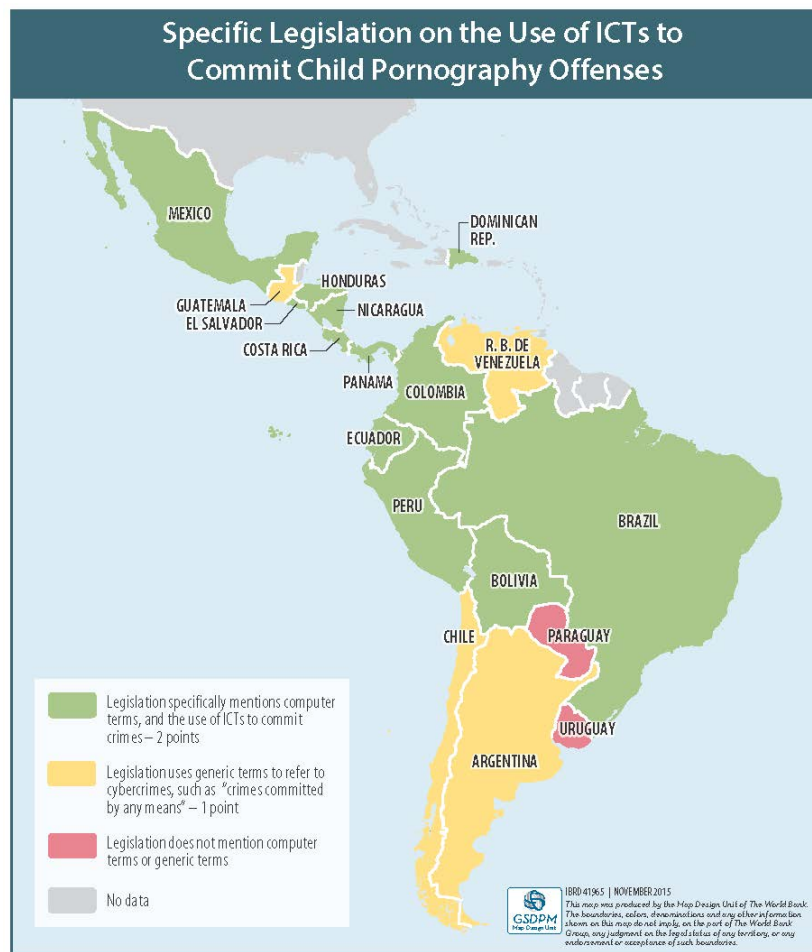 Specific Legislation on the Use of ICTs to
Commit Child Pornography Offenses
MEXICO
DOMINICAN
REP.
HONDURAS
GUATEMALA
NICARAGUA
EL SALVADOR
COSTA RICA
R. B. DE
VENEZUELA
PANAMA
COLOMBIA
ECUADOR
PERU
BRAZIL
BOLIVIA
CHILE
PARAGUAY
URUGUAY
ARGENTINA
Legislation specifically mentions computer
terms, and the use of ICTs to commit
crimes – 2 points
Legislation uses generic terms to refer to
cybercrimes, such as "crimes committed
by any means" – 1 point
Legislation does not mention computer
terms or generic terms
No data
GSDPM
Map Design Unit
IBRD 41965 | NOVEMBER 2015
This map was produced by the Map Design Unit of The World Bank.
The boundaries, colors, denominations and any other information
shown on this map do not imply, on the part of The World Bank
Group, any judgment on the legal status of any territory, or any
endorsement or acceptance of such boundaries.